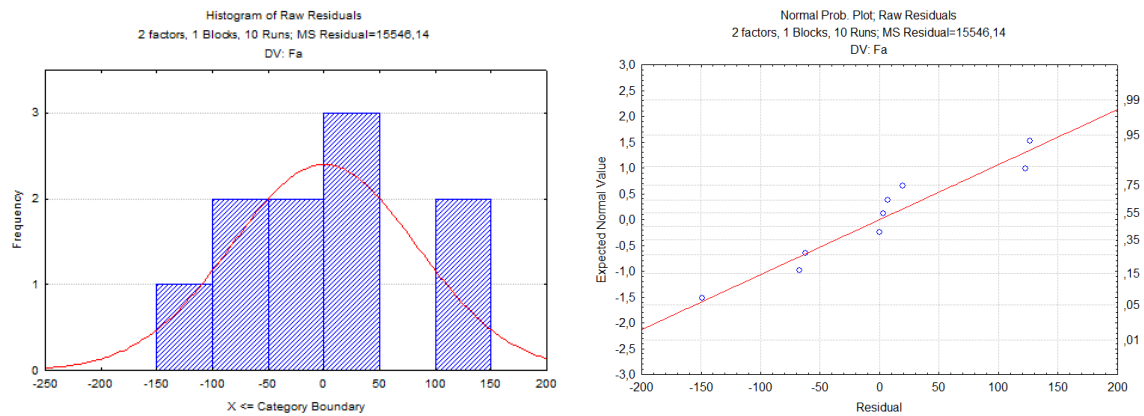 Histogram of Raw Residuals
2 factors, 1 Blocks, 10 Runs; MS Residual=15546,14
DV: Fa
3
2
1
0
Frequency
-250 -200 -150 -100 -50 0 50 100 150 200
X <= Category Boundary
Normal Prob. Plot; Raw Residuals
2 factors, 1 Blocks, 10 Runs; MS Residual=15546,14
DV: Fa
3,0
2,5
2,0
1,5
1,0
0,5
0,0
-0,5
-1,0
-1,5
-2,0
-2,5
-3,0
Expected Normal Value
,99
,95
,75
,55
,35
,15
,05
,01
-200 -150 -100 -50 0 50 100 150 200
Residual